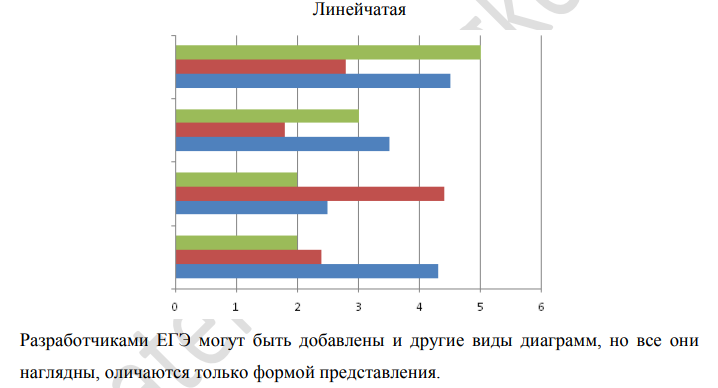 Линейчатая
0 1 2 3 4 5 6
Разработчиками ЕГЭ могут быть добавлены и другие виды диаграмм, но все они
наглядны, оличаются только формой представления.